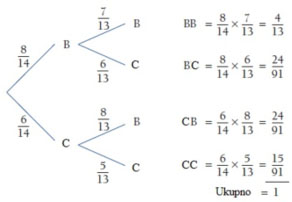 7/13 B BB = 8/14 × 7/13 = 4/13
8/14 B
6/13 C BC = 8/14 × 6/13 = 24/91
8/13 B CB = 6/14 × 8/13 = 24/91
6/14 C
5/13 C CC = 6/14 × 5/13 = 15/91
Ukupno = 1